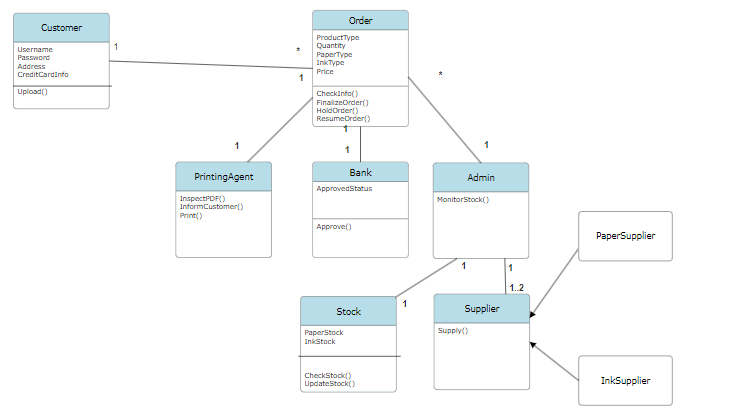 Customer
Username
Password
Address
CreditCardInfo
Upload()
1
*
Order
ProductType
Quantity
PaperType
InkType
Price
CheckInfo()
FinalizeOrder()
HoldOrder()
ResumeOrder()
1
1
1
1
*
1
PrintingAgent
InspectPDF()
InformCustomer()
Print()
Bank
ApprovedStatus
Approve()
Admin
MonitorStock()
PaperSupplier
1
1
1
1..2
Stock
PaperStock
InkStock
CheckStock()
UpdateStock()
Supplier
Supply()
InkSupplier